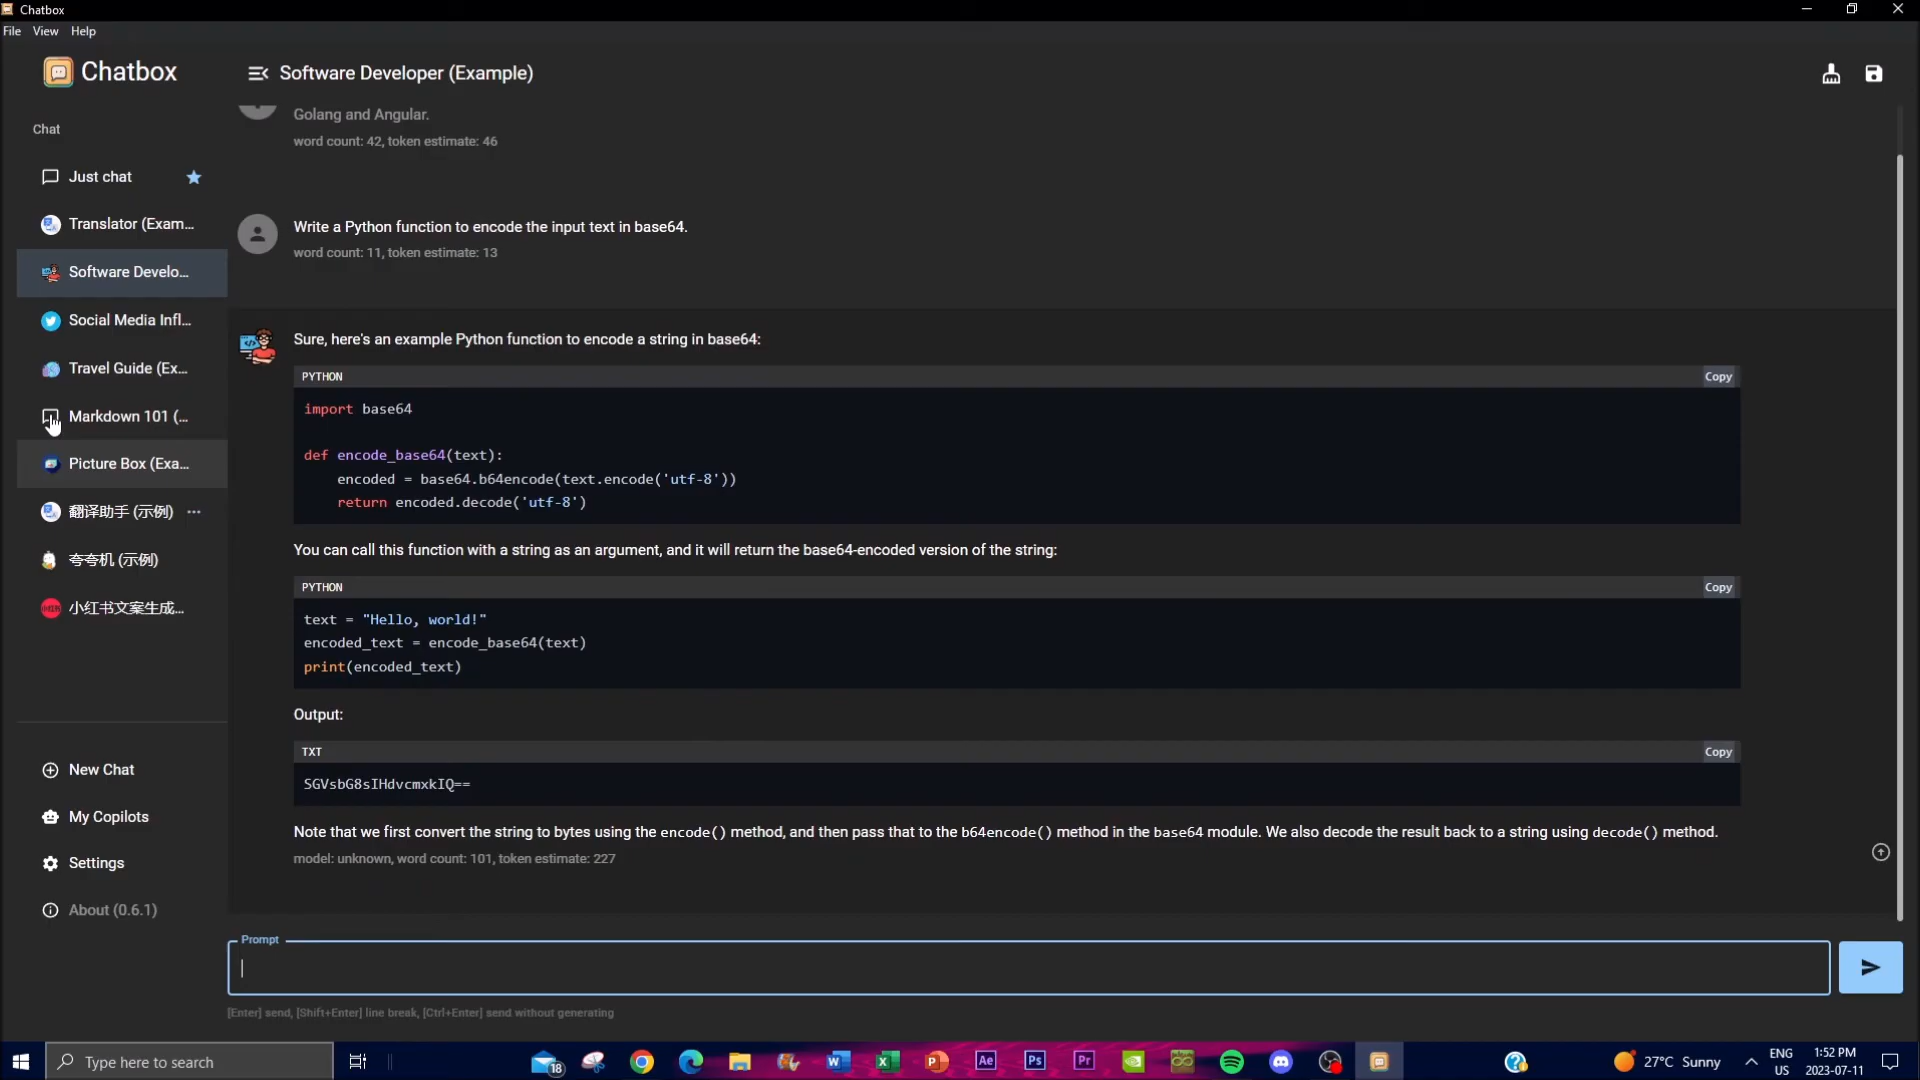 Chatbox
File View Help
Chatbox
Software Developer (Example)
Chat
Just chat
Translator (Exam...
Software Develo...
Social Media Infl...
Travel Guide (Ex...
Markdown 101 (...
Picture Box (Exa...
翻译助手 (示例)
夸夸机 (示例)
小红书文案生成...
New Chat
My Copilots
Settings
About (0.6.1)
Golang and Angular.
word count: 42, token estimate: 46
Write a Python function to encode the input text in base64.
word count: 11, token estimate: 13
Sure, here's an example Python function to encode a string in base64:
PYTHON Copy
import base64
def encode_base64(text):
    encoded = base64.b64encode(text.encode('utf-8'))
    return encoded.decode('utf-8')
You can call this function with a string as an argument, and it will return the base64-encoded version of the string:
PYTHON Copy
text = "Hello, world!"
encoded_text = encode_base64(text)
print(encoded_text)
Output:
TXT Copy
SGVsbG8sIHdvcmxkIQ==
Note that we first convert the string to bytes using the encode() method, and then pass that to the b64encode() method in the base64 module. We also decode the result back to a string using decode() method.
model: unknown, word count: 101, token estimate: 227
Prompt
[Enter] send, [Shift+Enter] line break, [Ctrl+Enter] send without generating
Type here to search
18
W
X
P
Ae
Ps
Pr
27°C Sunny
ENG
US
1:52 PM
2023-07-11